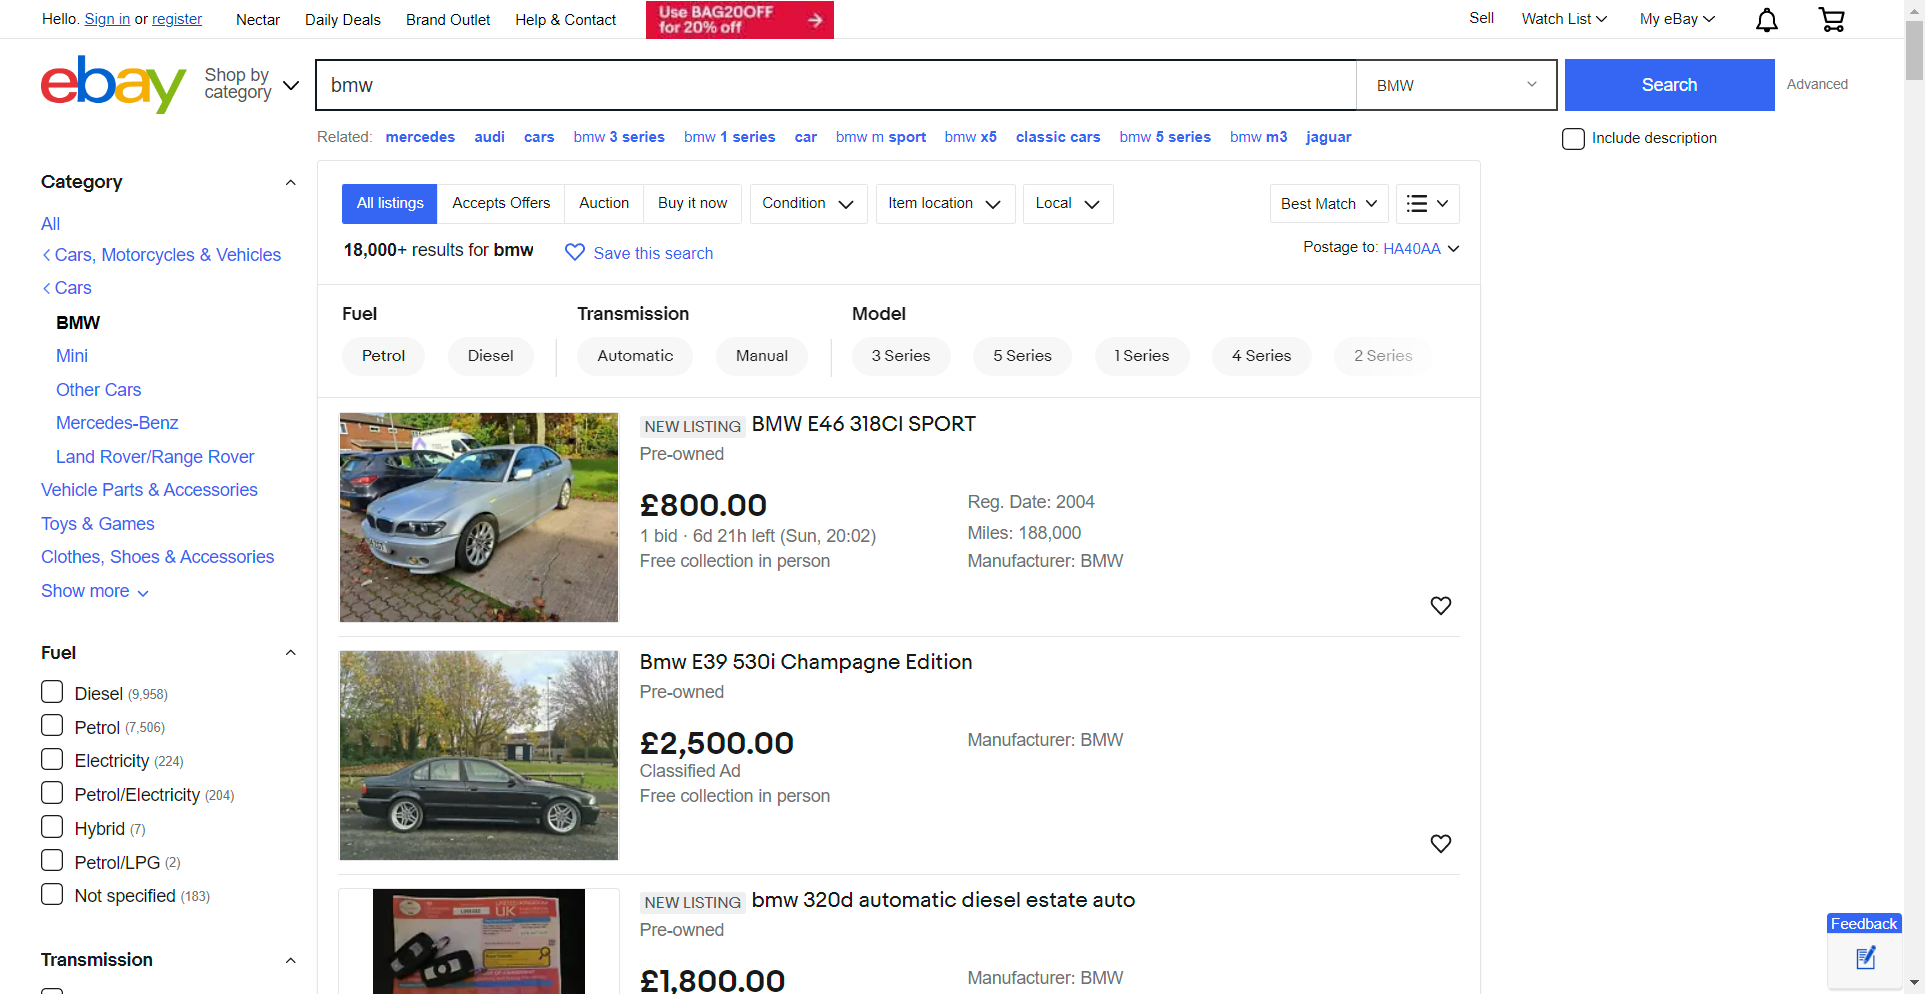 Hello. Sign in or register
Nectar
Daily Deals
Brand Outlet
Help & Contact
Use BAG20OFF
for 20% off
Sell
Watch List
My eBay
ebay
Shop by
category
bmw
BMW
Search
Advanced
Related: mercedes audi cars bmw 3 series bmw 1 series car bmw m sport bmw x5 classic cars bmw 5 series bmw m3 jaguar
Include description
Category
All
Cars, Motorcycles & Vehicles
Cars
BMW
Mini
Other Cars
Mercedes-Benz
Land Rover/Range Rover
Vehicle Parts & Accessories
Toys & Games
Clothes, Shoes & Accessories
Show more
Fuel
Diesel (9,958)
Petrol (7,506)
Electricity (224)
Petrol/Electricity (204)
Hybrid (7)
Petrol/LPG (2)
Not specified (183)
Transmission
All listings
Accepts Offers
Auction
Buy it now
Condition
Item location
Local
Best Match
18,000+ results for bmw
Save this search
Postage to: HA40AA
Fuel
Petrol
Diesel
Transmission
Automatic
Manual
Model
3 Series
5 Series
1 Series
4 Series
2 Series
NEW LISTING BMW E46 318CI SPORT
Pre-owned
£800.00
1 bid · 6d 21h left (Sun, 20:02)
Free collection in person
Reg. Date: 2004
Miles: 188,000
Manufacturer: BMW
Bmw E39 530i Champagne Edition
Pre-owned
£2,500.00
Classified Ad
Free collection in person
Manufacturer: BMW
UK
NEW LISTING bmw 320d automatic diesel estate auto
Pre-owned
£1,800.00
Manufacturer: BMW
Feedback